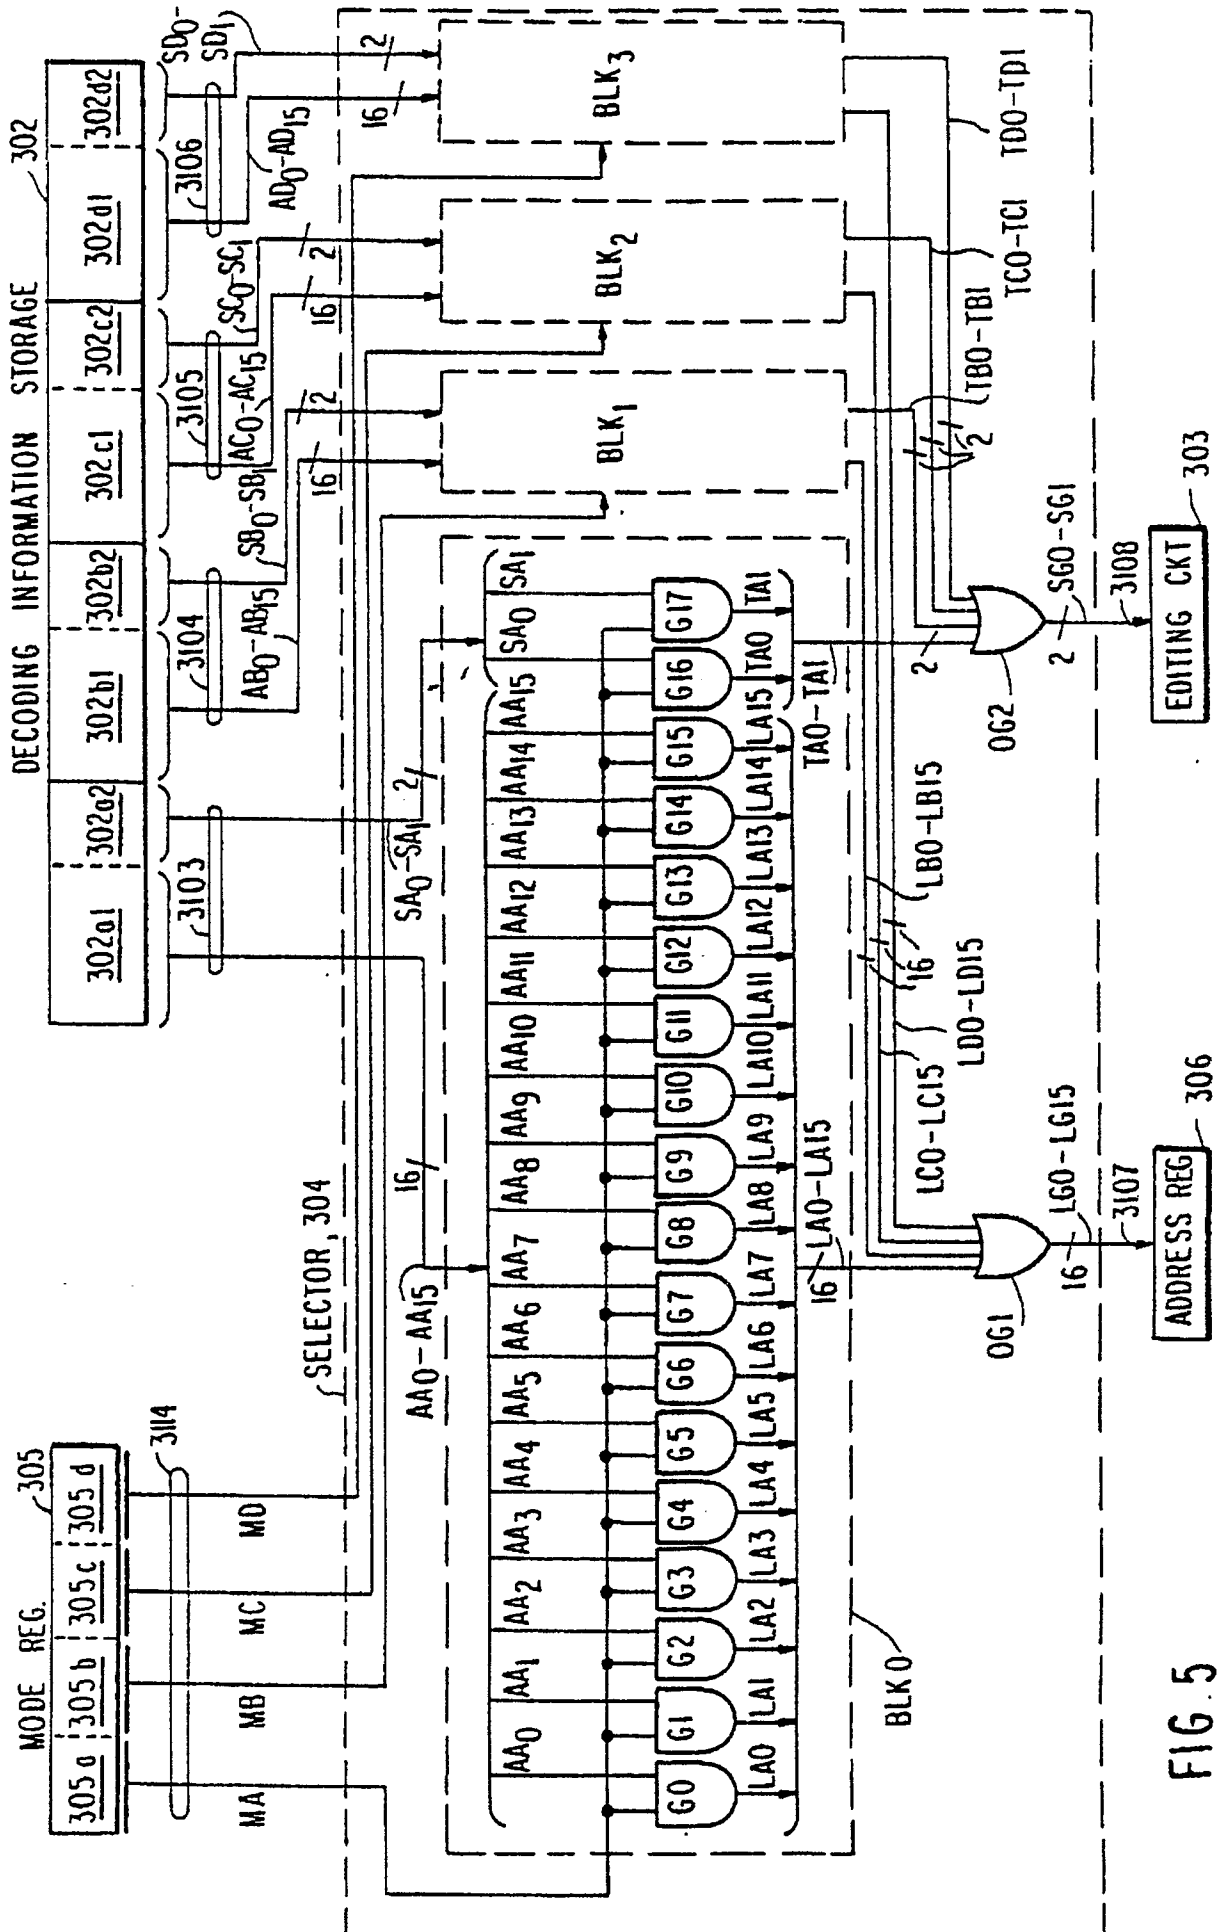 MODE REG. 305
305a 305b 305c 305d
3114
MA MB MC MD
DECODING INFORMATION STORAGE 302
302a1 302a2 302b1 302b2 302c1 302c2 302d1 302d2
3103 3104 3105 3106
SA0-SA1
AB0-AB15
SB0-SB1
AC0-AC15
SC0-SC1
AD0-AD15
SD0-SD1
SELECTOR, 304
AA0-AA15
16 2 16 2 16 2 16 2
AA0 AA1 AA2 AA3 AA4 AA5 AA6 AA7 AA8 AA9 AA10 AA11 AA12 AA13 AA14 AA15 SA0 SA1
BLK1 BLK2 BLK3
G0 G1 G2 G3 G4 G5 G6 G7 G8 G9 G10 G11 G12 G13 G14 G15 G16 G17
LA0 LA1 LA2 LA3 LA4 LA5 LA6 LA7 LA8 LA9 LA10 LA11 LA12 LA13 LA14 LA15 TA0 TA1
16 LA0-LA15
TA0-TA1
BLK0
16
LB0-LB15
LC0-LC15
LD0-LD15
2
2
TB0-TB1
TC0-TC1
TD0-TD1
OG1
OG2
16 LG0-LG15
2 SG0-SG1
3107
3108
ADDRESS REG 306
EDITING CKT 303
FIG. 5